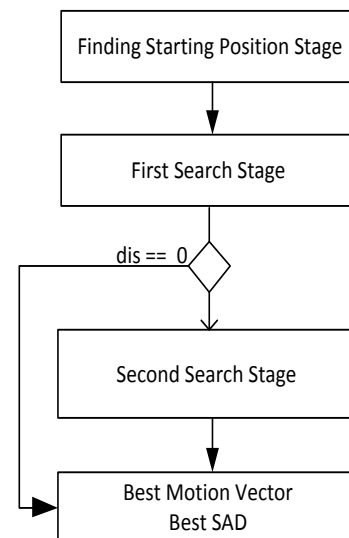 Finding Starting Position Stage
First Search Stage
dis == 0
Second Search Stage
Best Motion Vector
Best SAD